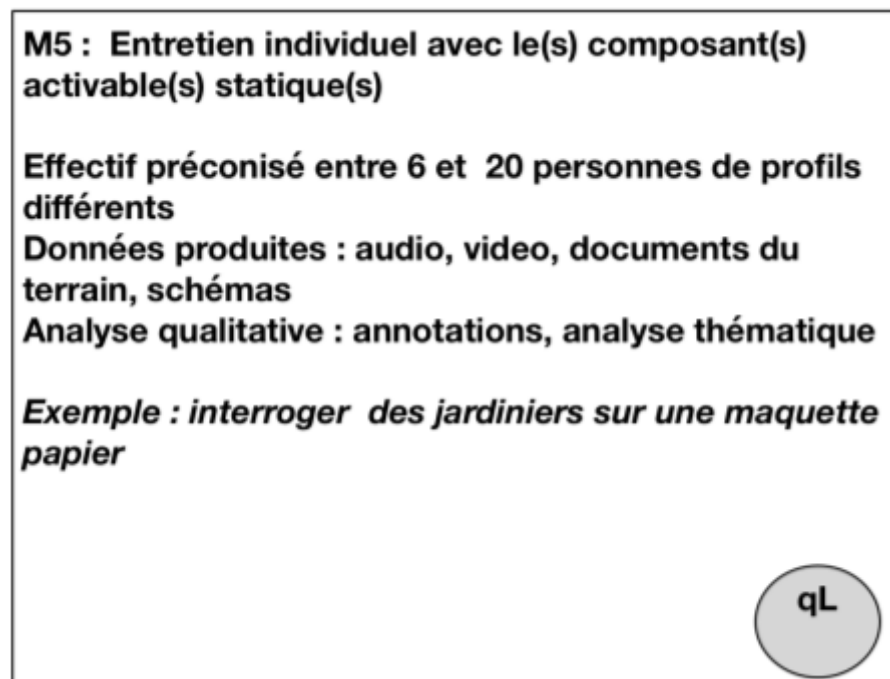 M5 : Entretien individuel avec le(s) composant(s)
activable(s) statique(s)
Effectif préconisé entre 6 et 20 personnes de profils
différents
Données produites : audio, video, documents du
terrain, schémas
Analyse qualitative : annotations, analyse thématique
Exemple : interroger des jardiniers sur une maquette
papier
qL